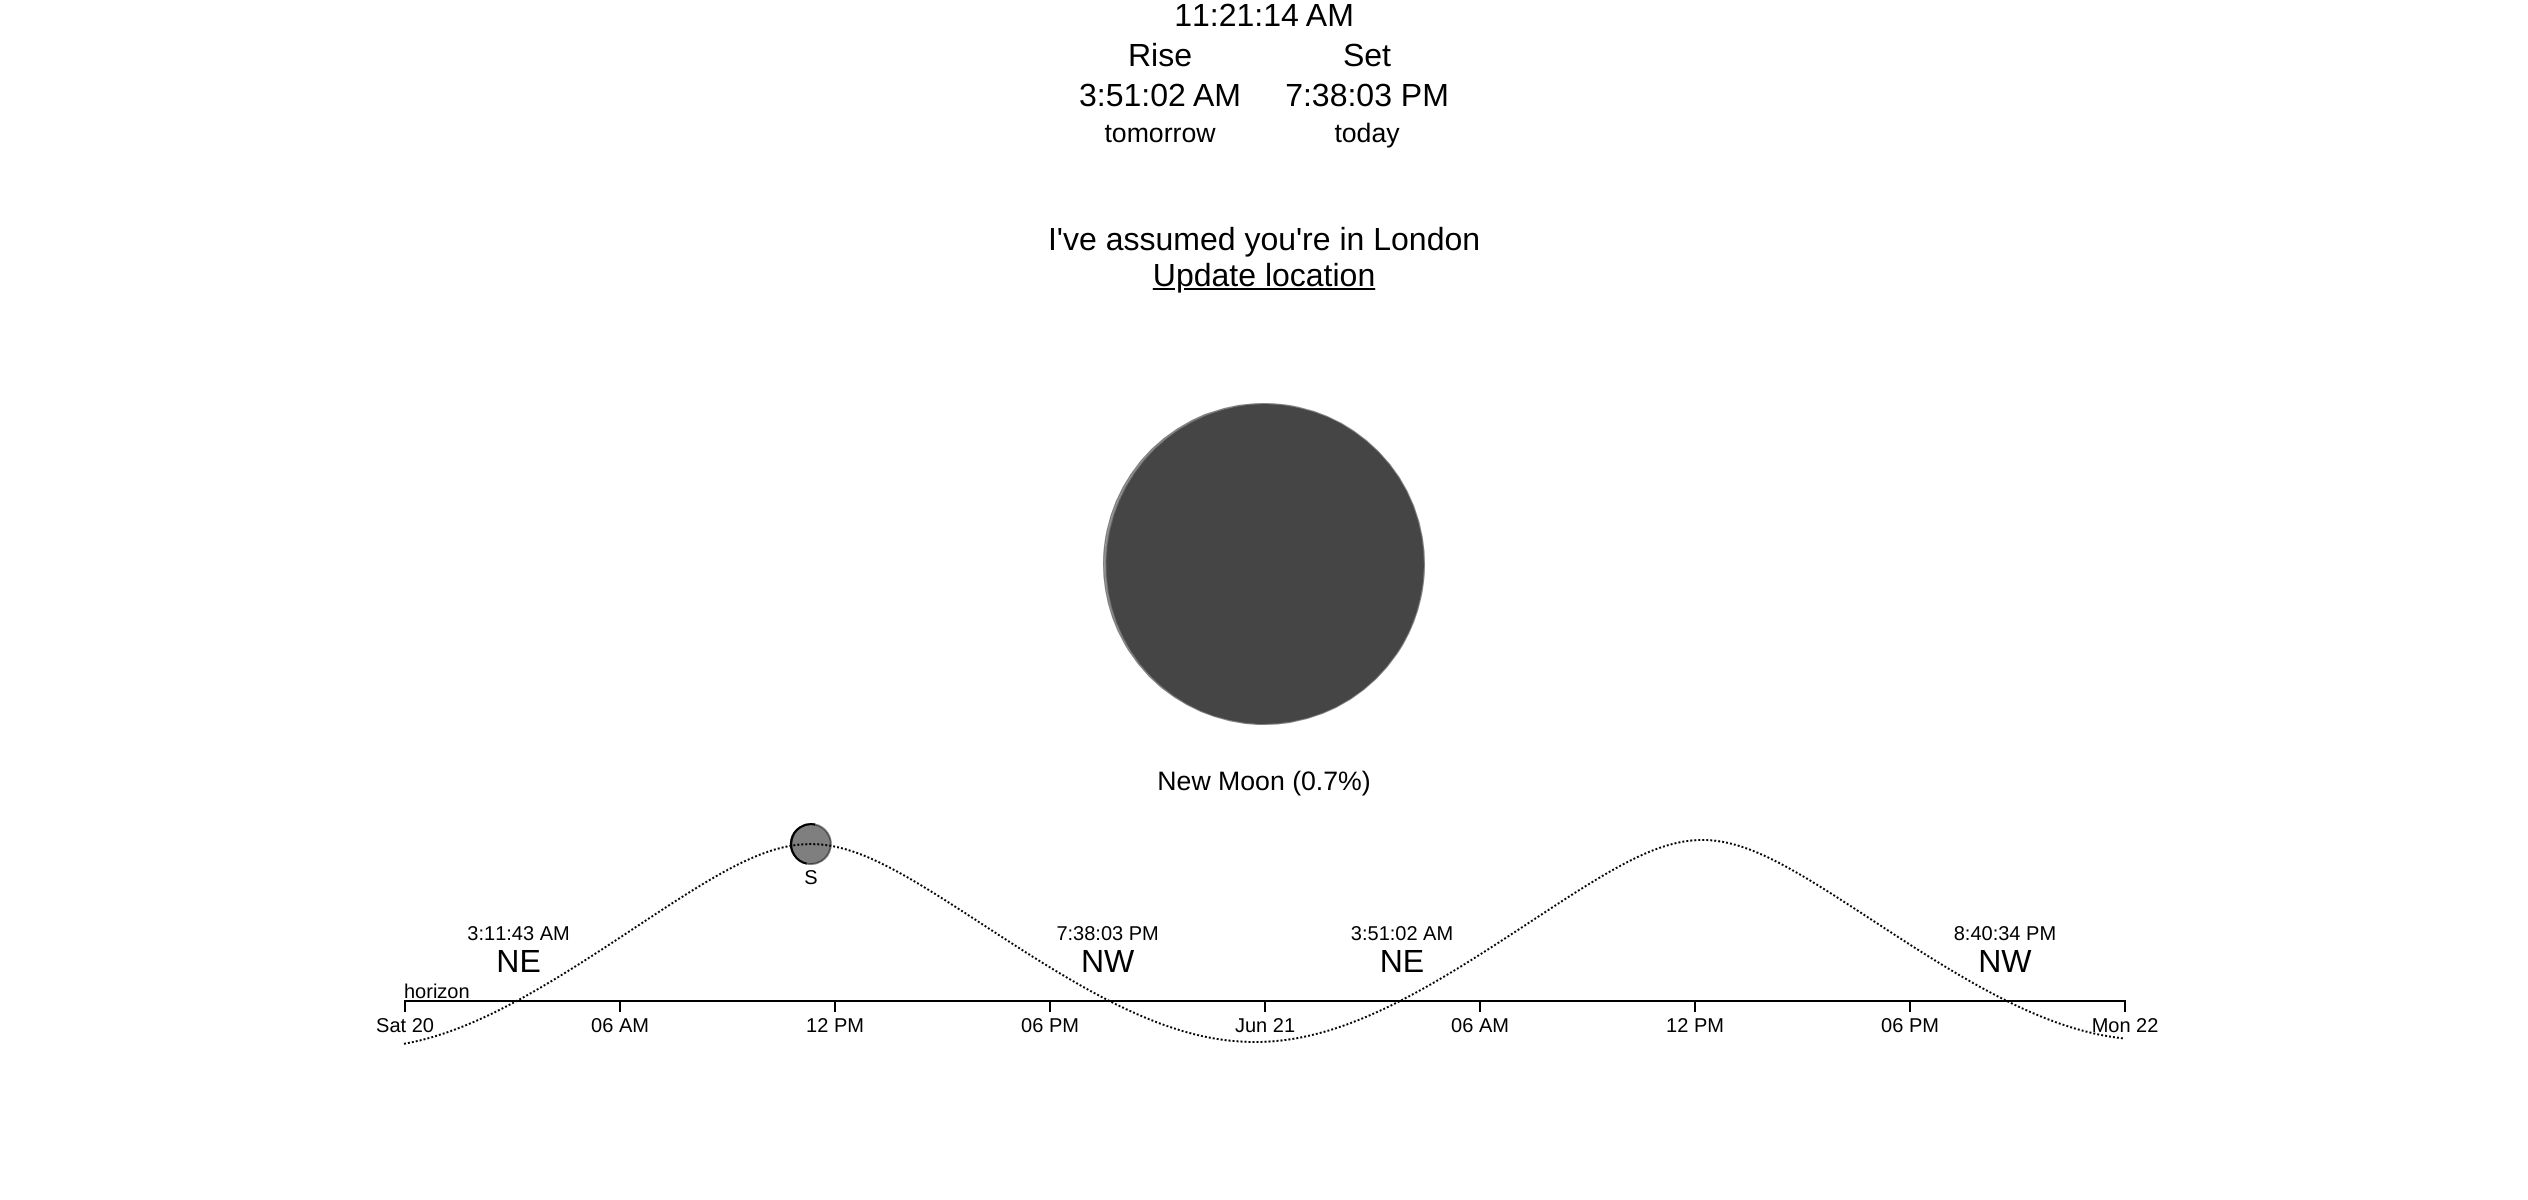 11:21:14 AM
Rise Set
3:51:02 AM 7:38:03 PM
tomorrow today
I've assumed you're in London
Update location
New Moon (0.7%)
S
3:11:43 AM 7:38:03 PM 3:51:02 AM 8:40:34 PM
NE NW NE NW
horizon
Sat 20 06 AM 12 PM 06 PM Jun 21 06 AM 12 PM 06 PM Mon 22